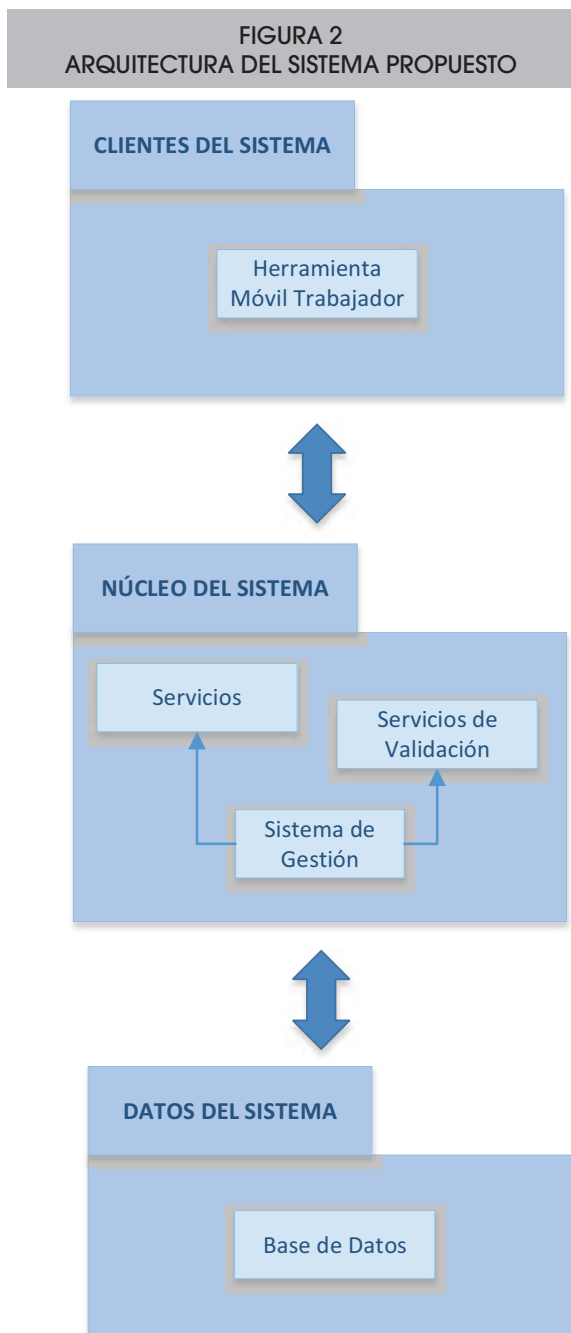 FIGURA 2
ARQUITECTURA DEL SISTEMA PROPUESTO
CLIENTES DEL SISTEMA
Herramienta
Móvil Trabajador
NÚCLEO DEL SISTEMA
Servicios
Servicios de
Validación
Sistema de
Gestión
DATOS DEL SISTEMA
Base de Datos